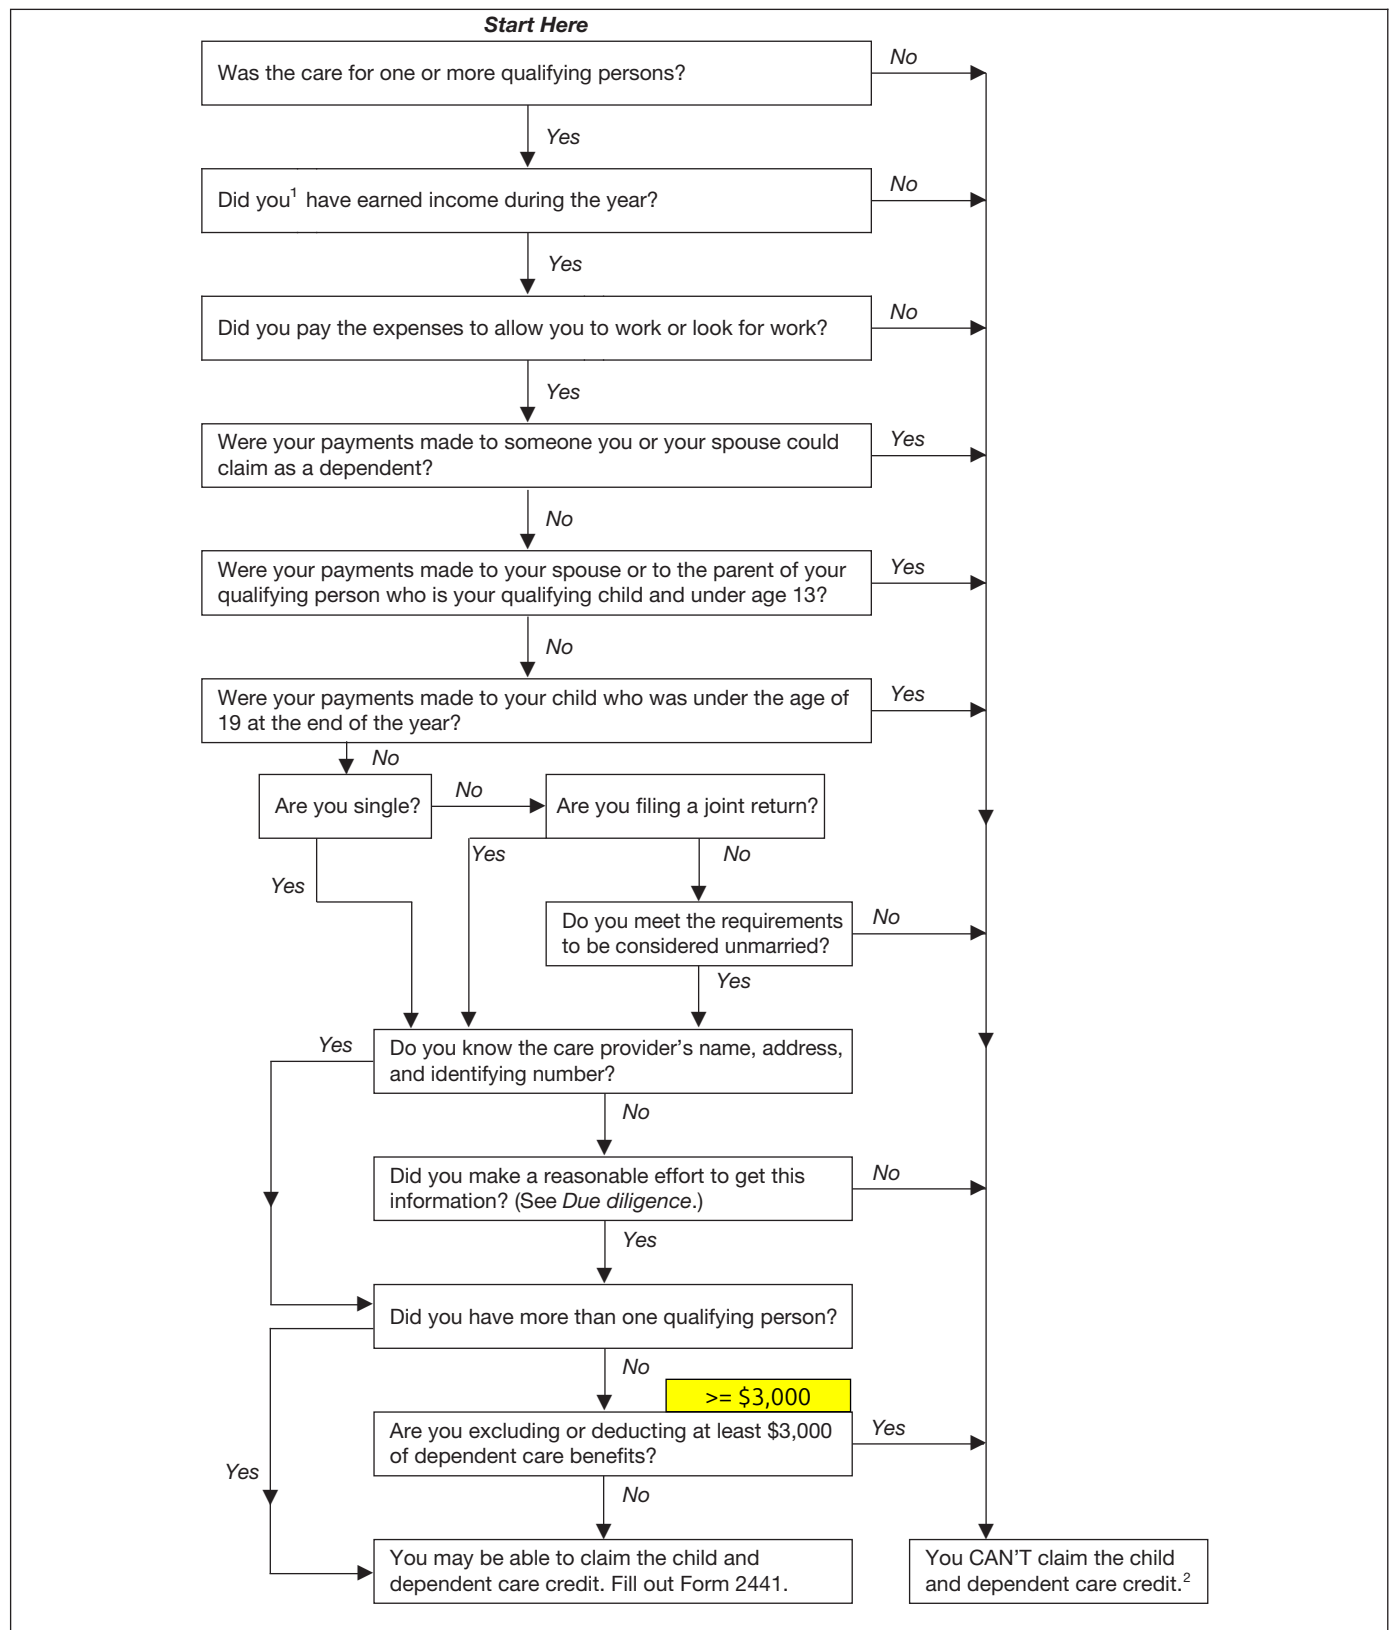 Start Here
Was the care for one or more qualifying persons?
No
Yes
Did you¹ have earned income during the year?
No
Yes
Did you pay the expenses to allow you to work or look for work?
No
Yes
Were your payments made to someone you or your spouse could
claim as a dependent?
Yes
No
Were your payments made to your spouse or to the parent of your
qualifying person who is your qualifying child and under age 13?
Yes
No
Were your payments made to your child who was under the age of
19 at the end of the year?
Yes
No
Are you single?
No
Are you filing a joint return?
Yes
Yes
No
Do you meet the requirements
to be considered unmarried?
No
Yes
Do you know the care provider’s name, address,
and identifying number?
Yes
No
Did you make a reasonable effort to get this
information? (See Due diligence.)
No
Yes
Did you have more than one qualifying person?
No
>= $3,000
Are you excluding or deducting at least $3,000
of dependent care benefits?
Yes
Yes
No
You may be able to claim the child and
dependent care credit. Fill out Form 2441.
You CAN’T claim the child
and dependent care credit.²